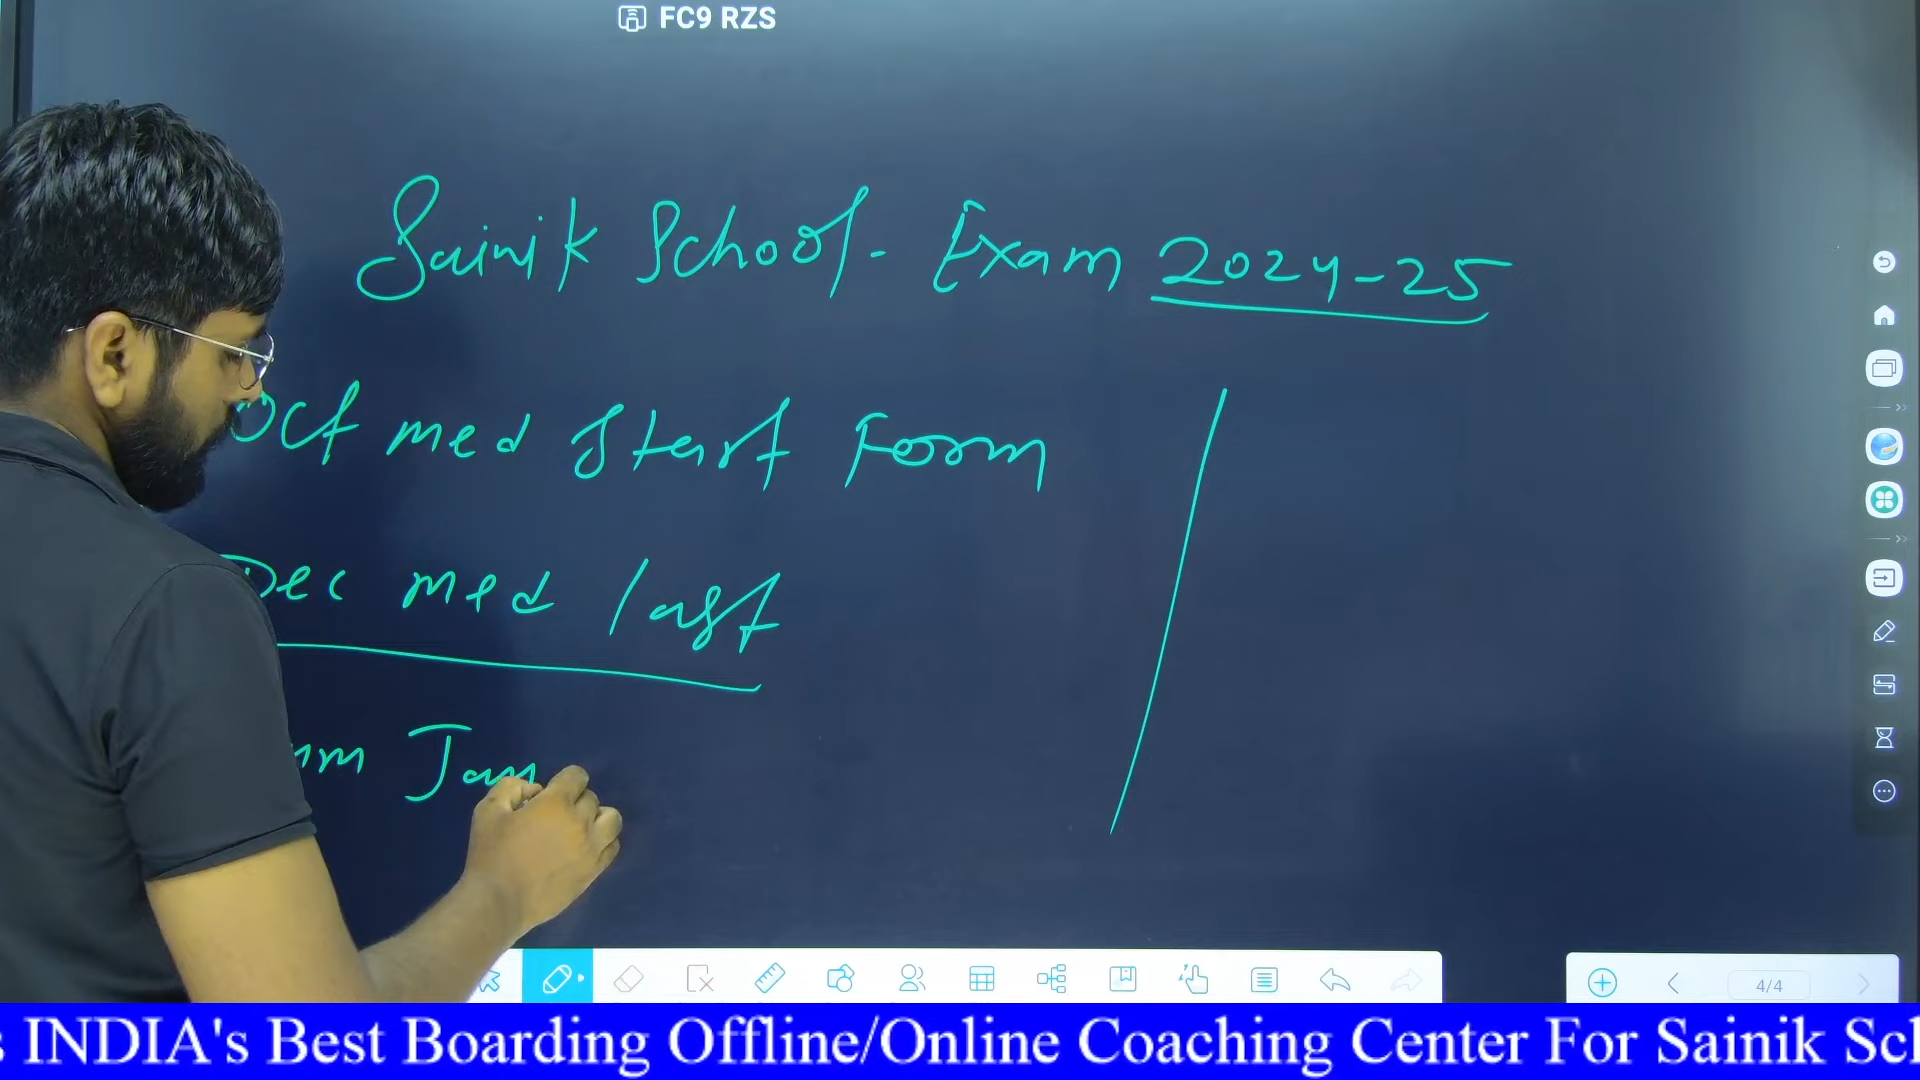 FC9 RZS
Sainik School - Exam 2024-25
Oct med start Form
Dec med last
Jan
4/4
INDIA's Best Boarding Offline/Online Coaching Center For Sainik Sc